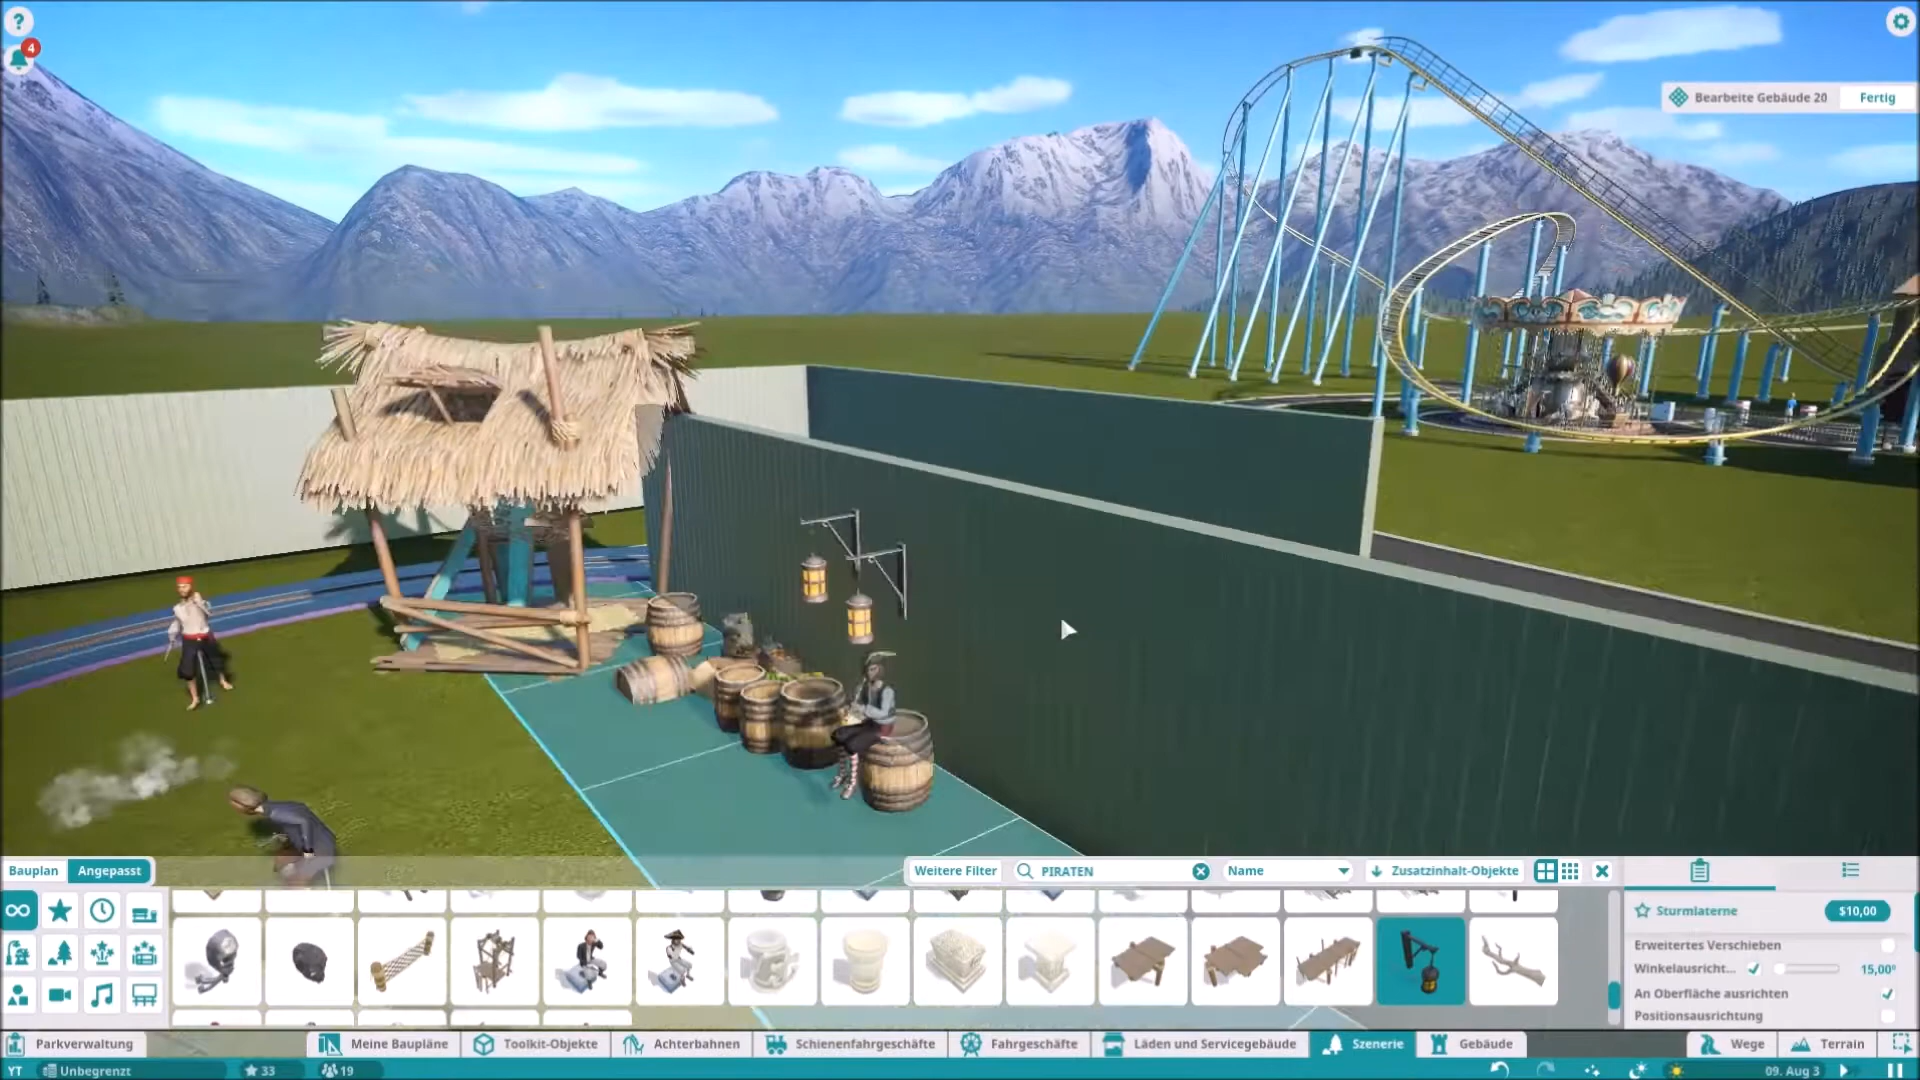 ?
4
Bearbeite Gebäude 20
Fertig
Bauplan
Angepasst
Weitere Filter
PIRATEN
Name
Zusatzinhalt-Objekte
Sturmlaterne
$10,00
Erweitertes Verschieben
Winkelausricht...
15,00°
An Oberfläche ausrichten
Positionsausrichtung
Parkverwaltung
Meine Baupläne
Toolkit-Objekte
Achterbahnen
Schienenfahrgeschäfte
Fahrgeschäfte
Läden und Servicegebäude
Szenerie
Gebäude
Wege
Terrain
YT
Unbegrenzt
33
19
09. Aug 3